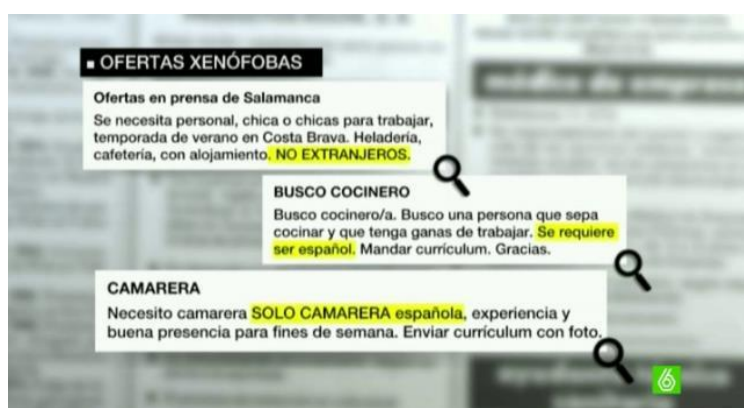 ▪ OFERTAS XENÓFOBAS
Ofertas en prensa de Salamanca
Se necesita personal, chica o chicas para trabajar,
temporada de verano en Costa Brava. Heladería,
cafetería, con alojamiento. NO EXTRANJEROS.
BUSCO COCINERO
Busco cocinero/a. Busco una persona que sepa
cocinar y que tenga ganas de trabajar. Se requiere
ser español. Mandar currículum. Gracias.
CAMARERA
Necesito camarera SOLO CAMARERA española, experiencia y
buena presencia para fines de semana. Enviar currículum con foto.
6